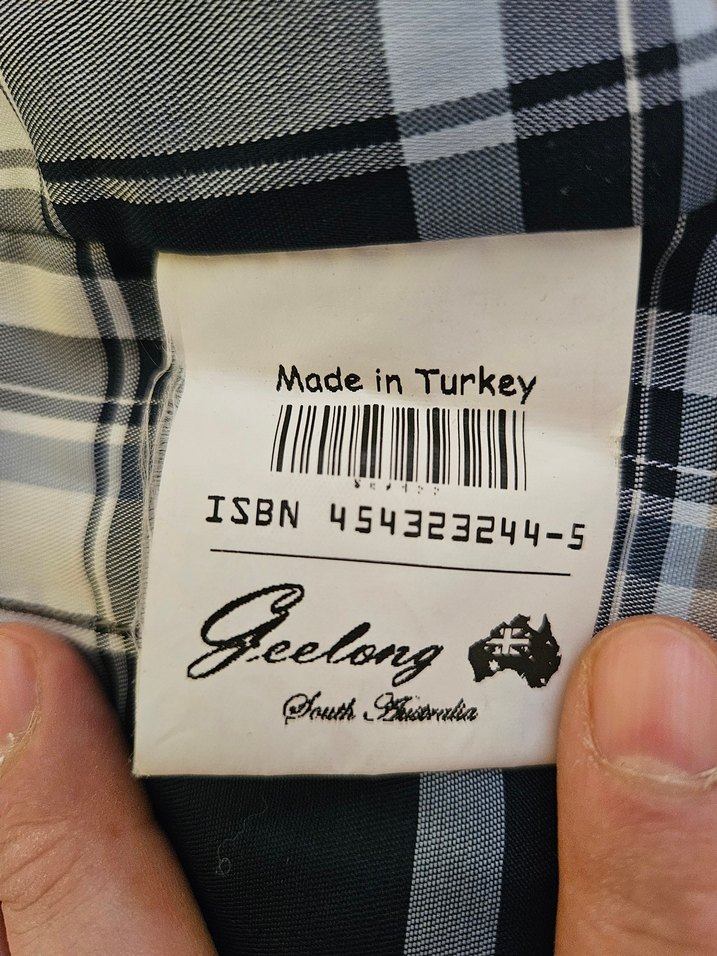 Made in Turkey
ISBN 454323244-5
Geelong
South Australia